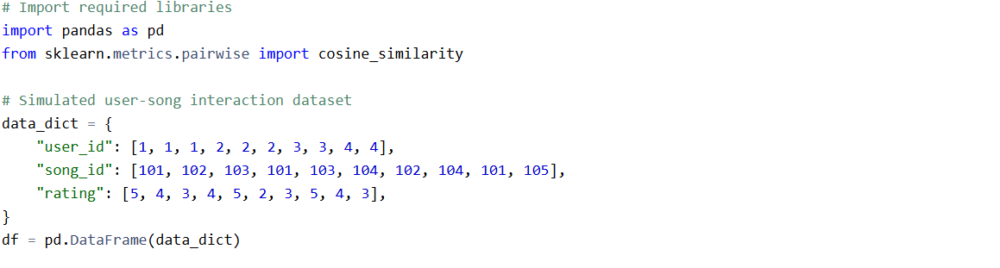 # Import required libraries
import pandas as pd
from sklearn.metrics.pairwise import cosine_similarity
# Simulated user-song interaction dataset
data_dict = {
    "user_id": [1, 1, 1, 2, 2, 2, 3, 3, 4, 4],
    "song_id": [101, 102, 103, 101, 103, 104, 102, 104, 101, 105],
    "rating": [5, 4, 3, 4, 5, 2, 3, 5, 4, 3],
}
df = pd.DataFrame(data_dict)